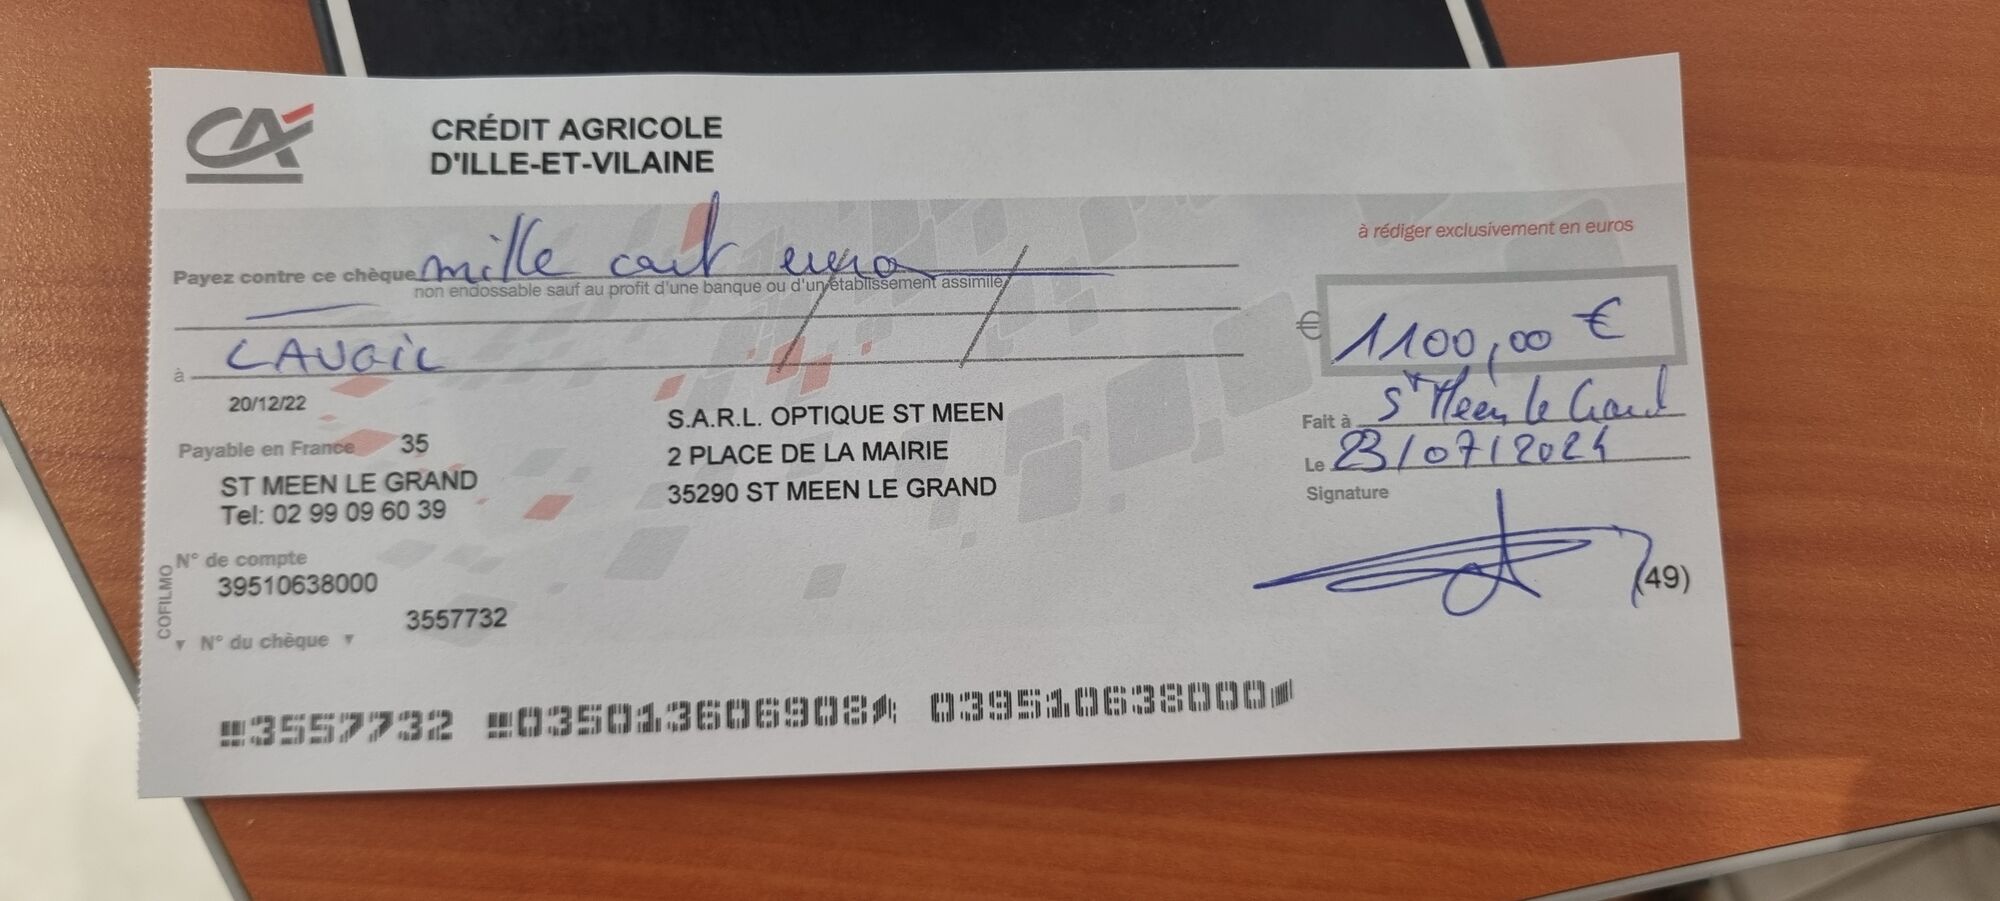 CA
CRÉDIT AGRICOLE
D'ILLE-ET-VILAINE
à rédiger exclusivement en euros
Payez contre ce chèque mille cent euro
non endossable sauf au profit d'une banque ou d'un établissement assimilé
€ 1100,00 €
à
20/12/22
Payable en France 35
ST MEEN LE GRAND
Tel: 02 99 09 60 39
S.A.R.L. OPTIQUE ST MEEN
2 PLACE DE LA MAIRIE
35290 ST MEEN LE GRAND
Fait à St Méen le Grand
Le 23/07/2024
Signature
(49)
COFILMO
N° de compte
39510638000
3557732
N° du chèque
3557732 035013606908 039510638000